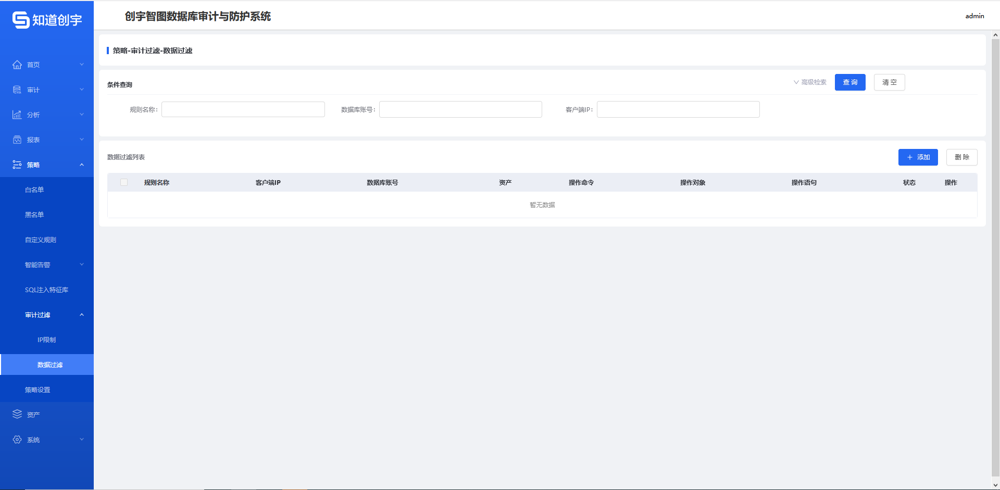 知道创宇
创宇智图数据库审计与防护系统
admin
首页
审计
分析
报表
策略
白名单
黑名单
自定义规则
智能告警
SQL注入特征库
审计过滤
IP限制
数据过滤
策略设置
资产
系统
策略-审计过滤-数据过滤
条件查询
高级检索
查 询
清 空
规则名称:
数据库账号:
客户端IP:
数据过滤列表
+ 添加
删 除
规则名称 客户端IP 数据库账号 资产 操作命令 操作对象 操作语句 状态 操作
暂无数据